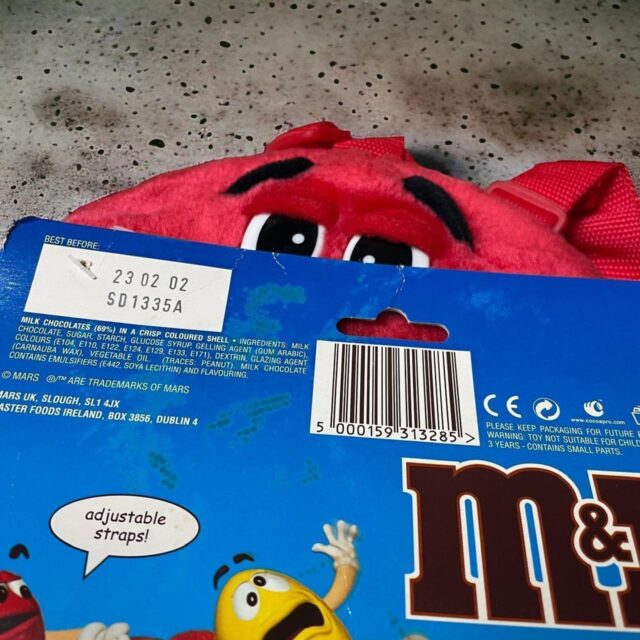 BEST BEFORE:
23 02 02
SD1335A
MILK CHOCOLATES (69%) IN A CRISP COLOURED SHELL • INGREDIENTS: MILK
CHOCOLATE, SUGAR, STARCH, GLUCOSE SYRUP, GELLING AGENT (GUM ARABIC),
COLOURS (E104, E110, E122, E124, E129, E133, E171), DEXTRIN, GLAZING AGENT
(CARNAUBA WAX), VEGETABLE OIL. (TRACES: PEANUT). MILK CHOCOLATE
CONTAINS EMULSIFIERS (E442, SOYA LECITHIN) AND FLAVOURING.
© MARS ®/™ ARE TRADEMARKS OF MARS
MARS UK, SLOUGH, SL1 4JX
ASTER FOODS IRELAND, BOX 3856, DUBLIN 4
5 000159 313285 >
CE
www.cocoapro.com
PLEASE KEEP PACKAGING FOR FUTURE
WARNING: TOY NOT SUITABLE FOR CHILD
3 YEARS - CONTAINS SMALL PARTS.
adjustable
straps!
m&